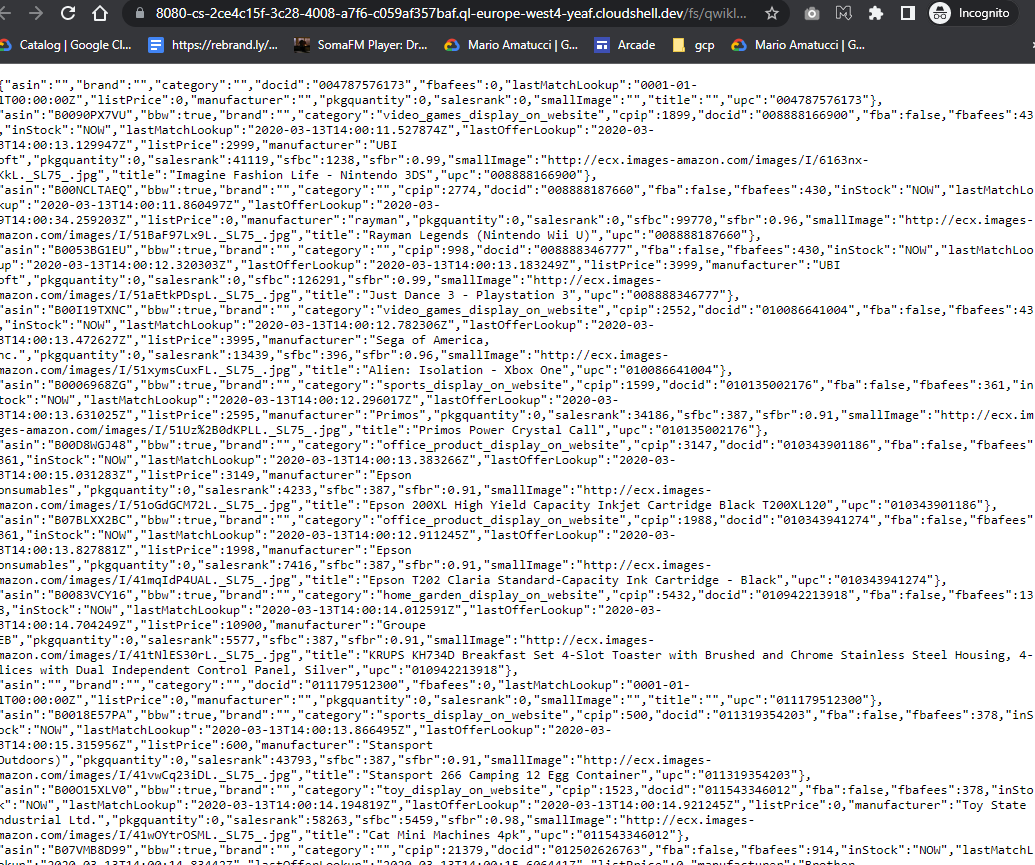 8080-cs-2ce4c15f-3c28-4008-a7f6-c059af357baf.ql-europe-west4-yeaf.cloudshell.dev/fs/qwikl... Incognito
Catalog | Google Cl... https://rebrand.ly/... SomaFM Player: Dr... Mario Amatucci | G... Arcade gcp Mario Amatucci | G...
{"asin":"","brand":"","category":"","docid":"004787576173","fbafees":0,"lastMatchLookup":"0001-01-
1T00:00:00Z","listPrice":0,"manufacturer":"","pkgquantity":0,"salesrank":0,"smallImage":"","title":"","upc":"004787576173"},
"asin":"B0090PX7VU","bbw":true,"brand":"","category":"video_games_display_on_website","cpip":1899,"docid":"008888166900","fba":false,"fbafees":43
,"inStock":"NOW","lastMatchLookup":"2020-03-13T14:00:11.527874Z","lastOfferLookup":"2020-03-
3T14:00:13.129947Z","listPrice":2999,"manufacturer":"UBI
oft","pkgquantity":0,"salesrank":41119,"sfbc":1238,"sfbr":0.99,"smallImage":"http://ecx.images-amazon.com/images/I/6163nx-
KkL._SL75_.jpg","title":"Imagine Fashion Life - Nintendo 3DS","upc":"008888166900"},
"asin":"B00NCLTAEQ","bbw":true,"brand":"","category":"","cpip":2774,"docid":"008888187660","fba":false,"fbafees":430,"inStock":"NOW","lastMatchLo
kup":"2020-03-13T14:00:11.860497Z","lastOfferLookup":"2020-03-
9T14:00:34.259203Z","listPrice":0,"manufacturer":"rayman","pkgquantity":0,"salesrank":0,"sfbc":99770,"sfbr":0.96,"smallImage":"http://ecx.images-
mazon.com/images/I/51BaF97Lx9L._SL75_.jpg","title":"Rayman Legends (Nintendo Wii U)","upc":"008888187660"},
"asin":"B0053BG1EU","bbw":true,"brand":"","category":"","cpip":998,"docid":"008888346777","fba":false,"fbafees":430,"inStock":"NOW","lastMatchLoo
up":"2020-03-13T14:00:12.320303Z","lastOfferLookup":"2020-03-13T14:00:13.183249Z","listPrice":3999,"manufacturer":"UBI
oft","pkgquantity":0,"salesrank":0,"sfbc":126291,"sfbr":0.99,"smallImage":"http://ecx.images-
mazon.com/images/I/51aEtkPDspL._SL75_.jpg","title":"Just Dance 3 - Playstation 3","upc":"008888346777"},
"asin":"B00I19TXNC","bbw":true,"brand":"","category":"video_games_display_on_website","cpip":2552,"docid":"010086641004","fba":false,"fbafees":43
,"inStock":"NOW","lastMatchLookup":"2020-03-13T14:00:12.782306Z","lastOfferLookup":"2020-03-
3T14:00:13.472627Z","listPrice":3995,"manufacturer":"Sega of America,
nc.","pkgquantity":0,"salesrank":13439,"sfbc":396,"sfbr":0.96,"smallImage":"http://ecx.images-
mazon.com/images/I/51xymsCuxFL._SL75_.jpg","title":"Alien: Isolation - Xbox One","upc":"010086641004"},
"asin":"B0006968ZG","bbw":true,"brand":"","category":"sports_display_on_website","cpip":1599,"docid":"010135002176","fba":false,"fbafees":361,"in
tock":"NOW","lastMatchLookup":"2020-03-13T14:00:12.296017Z","lastOfferLookup":"2020-03-
3T14:00:13.631025Z","listPrice":2595,"manufacturer":"Primos","pkgquantity":0,"salesrank":34186,"sfbc":387,"sfbr":0.91,"smallImage":"http://ecx.im
ges-amazon.com/images/I/51Uz%2B0dKPLL._SL75_.jpg","title":"Primos Power Crystal Call","upc":"010135002176"},
"asin":"B00D8WGJ48","bbw":true,"brand":"","category":"office_product_display_on_website","cpip":3147,"docid":"010343901186","fba":false,"fbafees"
361,"inStock":"NOW","lastMatchLookup":"2020-03-13T14:00:13.383266Z","lastOfferLookup":"2020-03-
3T14:00:15.031283Z","listPrice":3149,"manufacturer":"Epson
onsumables","pkgquantity":0,"salesrank":4233,"sfbc":387,"sfbr":0.91,"smallImage":"http://ecx.images-
mazon.com/images/I/51oGdGCM72L._SL75_.jpg","title":"Epson 200XL High Yield Capacity Inkjet Cartridge Black T200XL120","upc":"010343901186"},
"asin":"B07BLXX2BC","bbw":true,"brand":"","category":"office_product_display_on_website","cpip":1988,"docid":"010343941274","fba":false,"fbafees"
361,"inStock":"NOW","lastMatchLookup":"2020-03-13T14:00:12.911245Z","lastOfferLookup":"2020-03-
3T14:00:13.827881Z","listPrice":1998,"manufacturer":"Epson
onsumables","pkgquantity":0,"salesrank":7416,"sfbc":387,"sfbr":0.91,"smallImage":"http://ecx.images-
mazon.com/images/I/41mqIdP4UAL._SL75_.jpg","title":"Epson T202 Claria Standard-Capacity Ink Cartridge - Black","upc":"010343941274"},
"asin":"B0083VCY16","bbw":true,"brand":"","category":"home_garden_display_on_website","cpip":5432,"docid":"010942213918","fba":false,"fbafees":13
3,"inStock":"NOW","lastMatchLookup":"2020-03-13T14:00:14.012591Z","lastOfferLookup":"2020-03-
3T14:00:14.704249Z","listPrice":10900,"manufacturer":"Groupe
EB","pkgquantity":0,"salesrank":5577,"sfbc":387,"sfbr":0.91,"smallImage":"http://ecx.images-
mazon.com/images/I/41tNlES30rL._SL75_.jpg","title":"KRUPS KH734D Breakfast Set 4-Slot Toaster with Brushed and Chrome Stainless Steel Housing, 4-
lices with Dual Independent Control Panel, Silver","upc":"010942213918"},
"asin":"","brand":"","category":"","docid":"011179512300","fbafees":0,"lastMatchLookup":"0001-01-
1T00:00:00Z","listPrice":0,"manufacturer":"","pkgquantity":0,"salesrank":0,"smallImage":"","title":"","upc":"011179512300"},
"asin":"B0018E57PA","bbw":true,"brand":"","category":"sports_display_on_website","cpip":500,"docid":"011319354203","fba":false,"fbafees":378,"inS
tock":"NOW","lastMatchLookup":"2020-03-13T14:00:13.866495Z","lastOfferLookup":"2020-03-
3T14:00:15.315956Z","listPrice":600,"manufacturer":"Stansport
Outdoors)","pkgquantity":0,"salesrank":43793,"sfbc":387,"sfbr":0.91,"smallImage":"http://ecx.images-
mazon.com/images/I/41vwCq23iDL._SL75_.jpg","title":"Stansport 266 Camping 12 Egg Container","upc":"011319354203"},
"asin":"B00O15XLV0","bbw":true,"brand":"","category":"toy_display_on_website","cpip":1523,"docid":"011543346012","fba":false,"fbafees":378,"inSto
k":"NOW","lastMatchLookup":"2020-03-13T14:00:14.194819Z","lastOfferLookup":"2020-03-13T14:00:14.921245Z","listPrice":0,"manufacturer":"Toy State
ndustrial Ltd.","pkgquantity":0,"salesrank":58263,"sfbc":5459,"sfbr":0.98,"smallImage":"http://ecx.images-
mazon.com/images/I/41wOYtrOSML._SL75_.jpg","title":"Cat Mini Machines 4pk","upc":"011543346012"},
"asin":"B07VMB8D99","bbw":true,"brand":"","category":"","cpip":21379,"docid":"012502626763","fba":false,"fbafees":914,"inStock":"NOW","lastMatchL